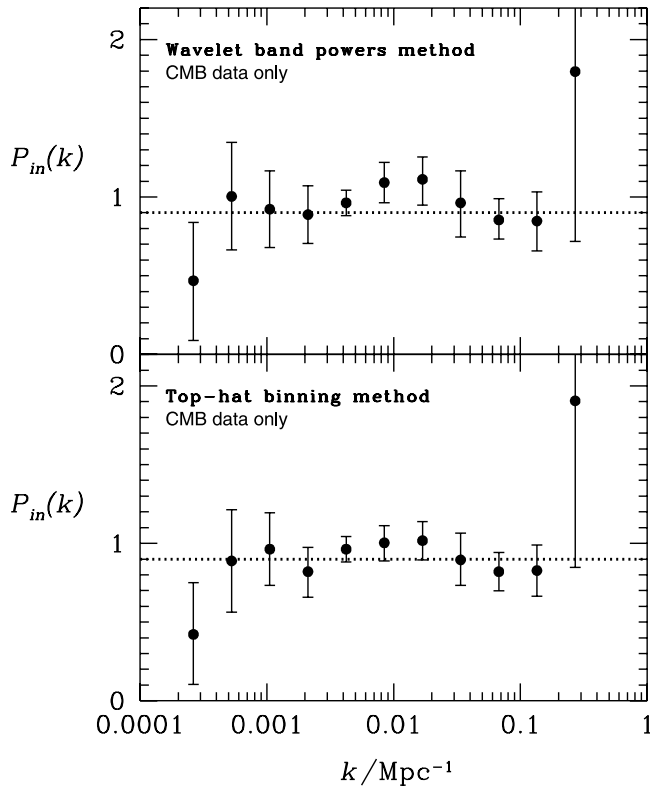 2
Wavelet band powers method
CMB data only
P_in(k)
1
0
2
Top-hat binning method
CMB data only
P_in(k)
1
0
0.0001 0.001 0.01 0.1 1
k/Mpc⁻¹